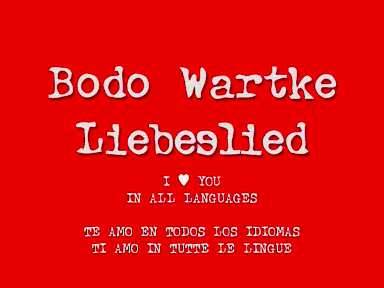 Bodo Wartke
Liebeslied
I ♥ YOU
IN ALL LANGUAGES
TE AMO EN TODOS LOS IDIOMAS
TI AMO IN TUTTE LE LINGUE